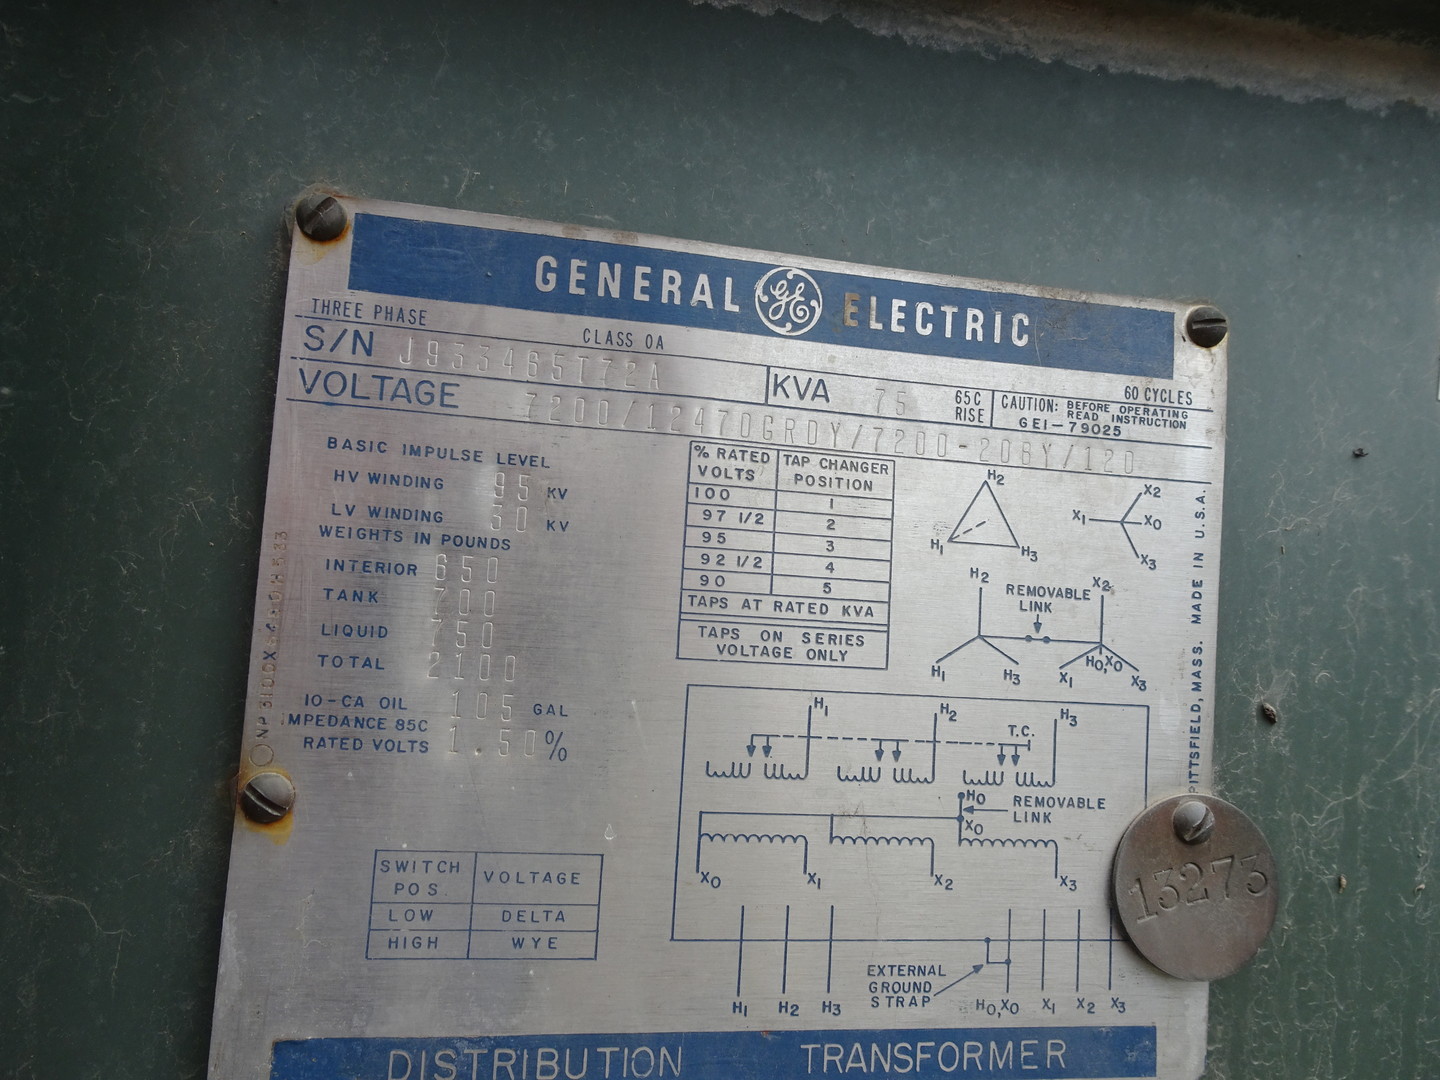 GENERAL GE ELECTRIC
THREE PHASE CLASS OA 60 CYCLES
S/N J933465T72A KVA 75 65C RISE CAUTION: BEFORE OPERATING READ INSTRUCTION GEI-79025
VOLTAGE 7200/12470GRDY/7200-208Y/120
BASIC IMPULSE LEVEL
HV WINDING 95 KV
LV WINDING 30 KV
WEIGHTS IN POUNDS
INTERIOR 650
TANK 700
LIQUID 750
TOTAL 2100
10-CA OIL 105 GAL
IMPEDANCE 85C
RATED VOLTS 1.50%
% RATED VOLTS TAP CHANGER POSITION
100 1
97 1/2 2
95 3
92 1/2 4
90 5
TAPS AT RATED KVA
TAPS ON SERIES
VOLTAGE ONLY
H2
H1 H3
X2
X1 X0
X3
H2 X2
REMOVABLE
LINK
H0,X0
H1 H3 X1 X3
H1 H2 H3
T.C.
H0
REMOVABLE
LINK
X0
X0 X1 X2 X3
EXTERNAL
GROUND
STRAP
H1 H2 H3 H0,X0 X1 X2 X3
SWITCH POS. VOLTAGE
LOW DELTA
HIGH WYE
PITTSFIELD, MASS. MADE IN U.S.A.
13273
DISTRIBUTION TRANSFORMER